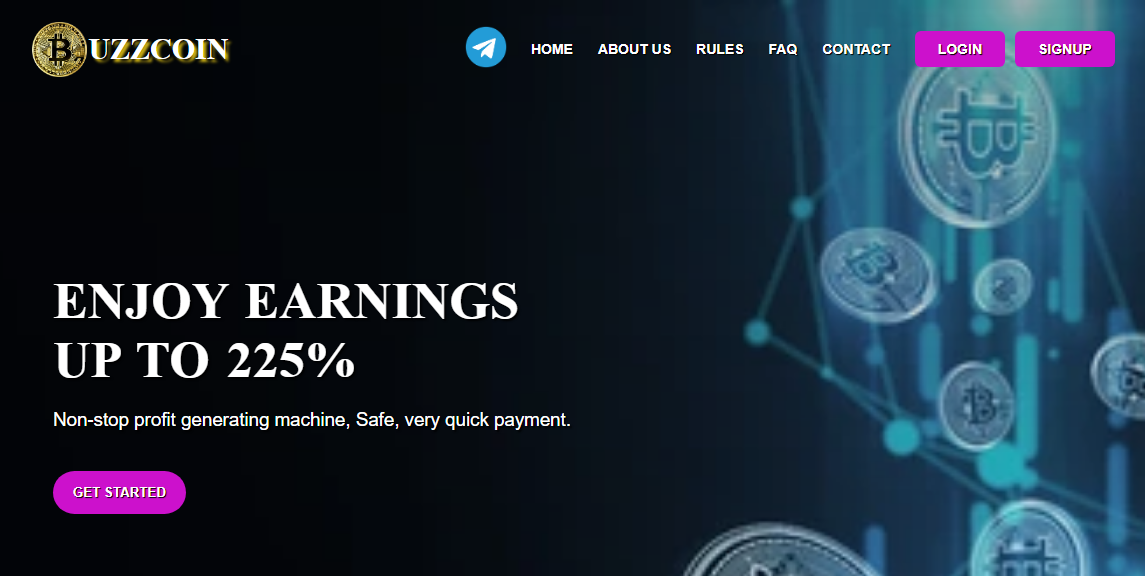 UZZCOIN
HOME
ABOUT US
RULES
FAQ
CONTACT
LOGIN
SIGNUP
ENJOY EARNINGS
UP TO 225%
Non-stop profit generating machine, Safe, very quick payment.
GET STARTED